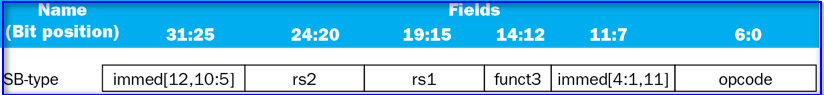 Name Fields
(Bit position) 31:25 24:20 19:15 14:12 11:7 6:0
SB-type immed[12,10:5] rs2 rs1 funct3 immed[4:1,11] opcode